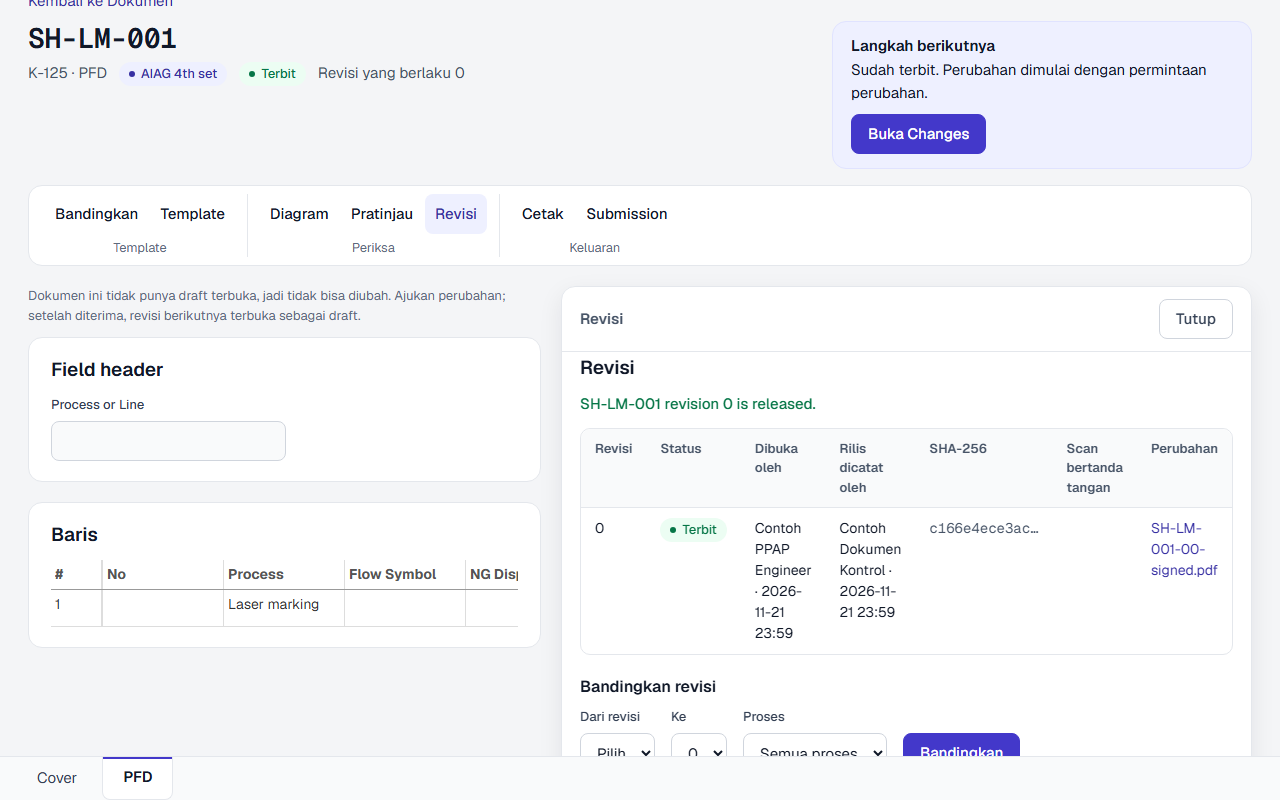 Kembali ke Dokumen
SH-LM-001
K-125 · PFD
AIAG 4th set
Terbit
Revisi yang berlaku 0
Langkah berikutnya
Sudah terbit. Perubahan dimulai dengan permintaan
perubahan.
Buka Changes
Bandingkan
Template
Template
Diagram
Pratinjau
Revisi
Periksa
Cetak
Submission
Keluaran
Dokumen ini tidak punya draft terbuka, jadi tidak bisa diubah. Ajukan perubahan;
setelah diterima, revisi berikutnya terbuka sebagai draft.
Field header
Process or Line
Baris
# No Process Flow Symbol NG Disp
1 Laser marking
Revisi
Tutup
Revisi
SH-LM-001 revision 0 is released.
Revisi
Status
Dibuka
oleh
Rilis
dicatat
oleh
SHA-256
Scan
bertanda
tangan
Perubahan
0
Terbit
Contoh
PPAP
Engineer
· 2026-
11-21
23:59
Contoh
Dokumen
Kontrol ·
2026-11-
21 23:59
c166e4ece3ac…
SH-LM-
001-00-
signed.pdf
Bandingkan revisi
Dari revisi
Ke
Proses
Pilih
0
Semua proses
Bandingkan
Cover
PFD